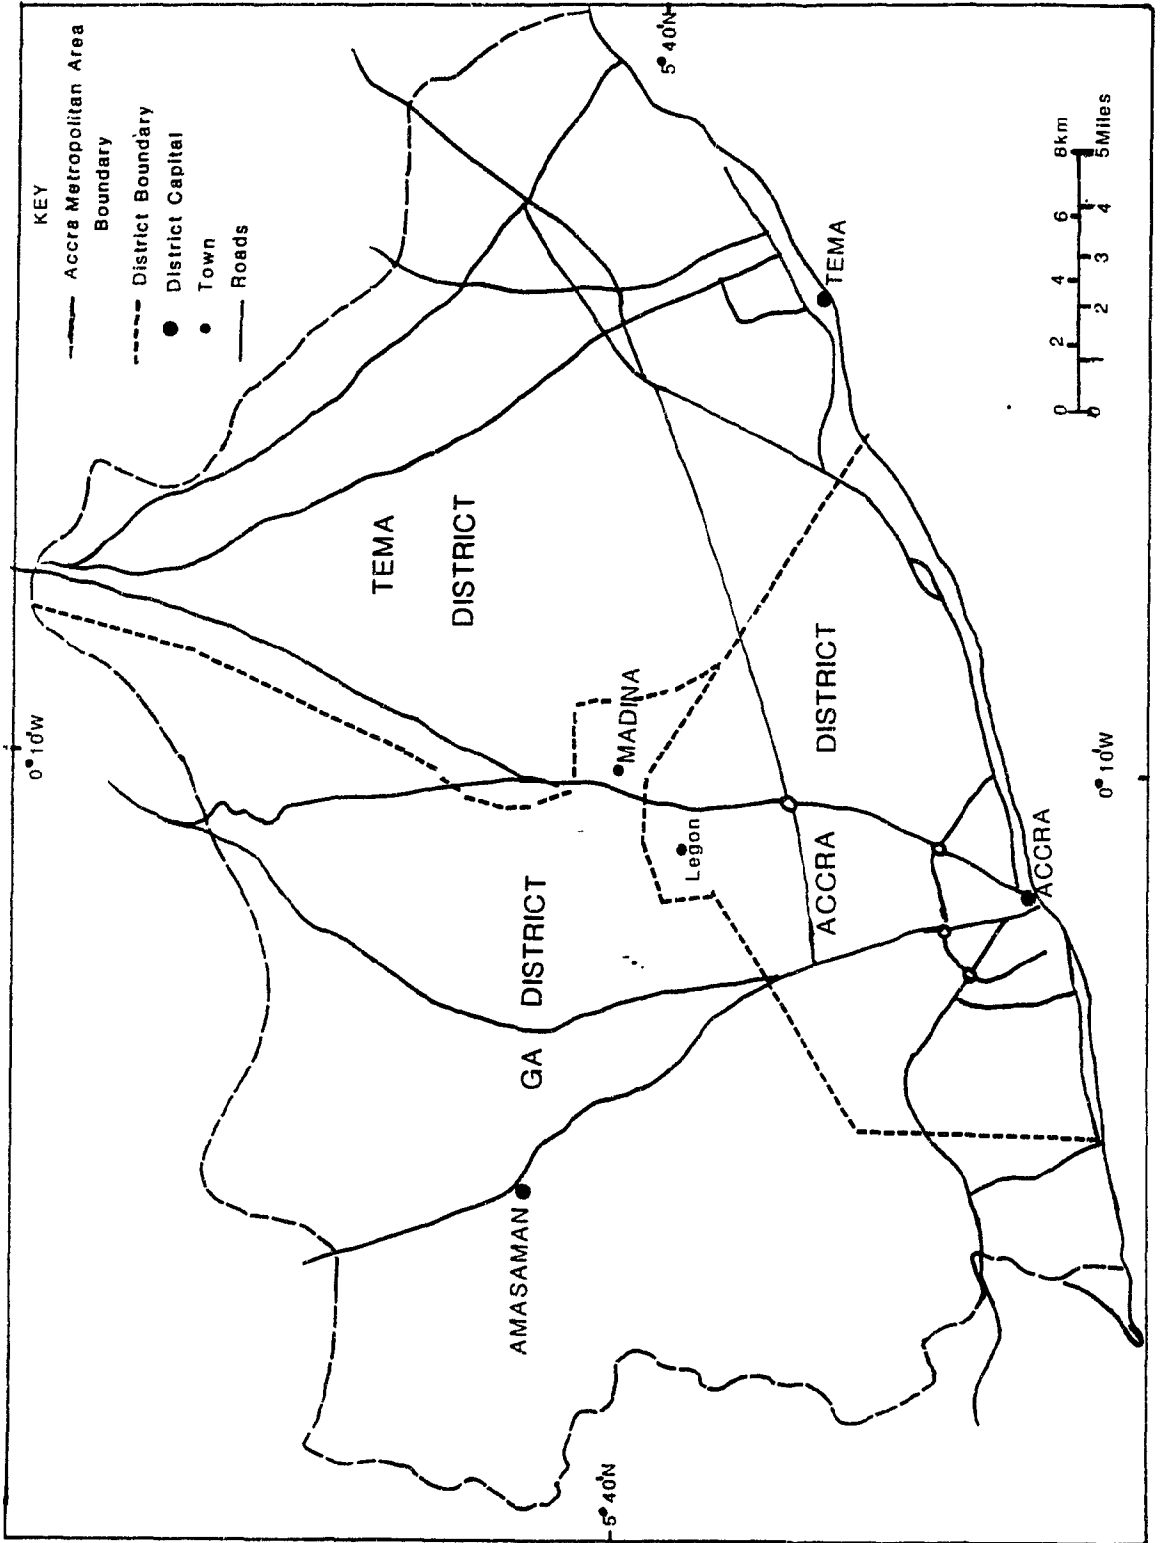 KEY
Accra Metropolitan Area
Boundary
District Boundary
District Capital
Town
Roads
5°40'N
0°10'W
TEMA
DISTRICT
MADINA
Legon
GA DISTRICT
AMASAMAN
ACCRA DISTRICT
TEMA
ACCRA
0 2 4 6 8km
0 1 2 3 4 5Miles
5°40'N
0°10'W